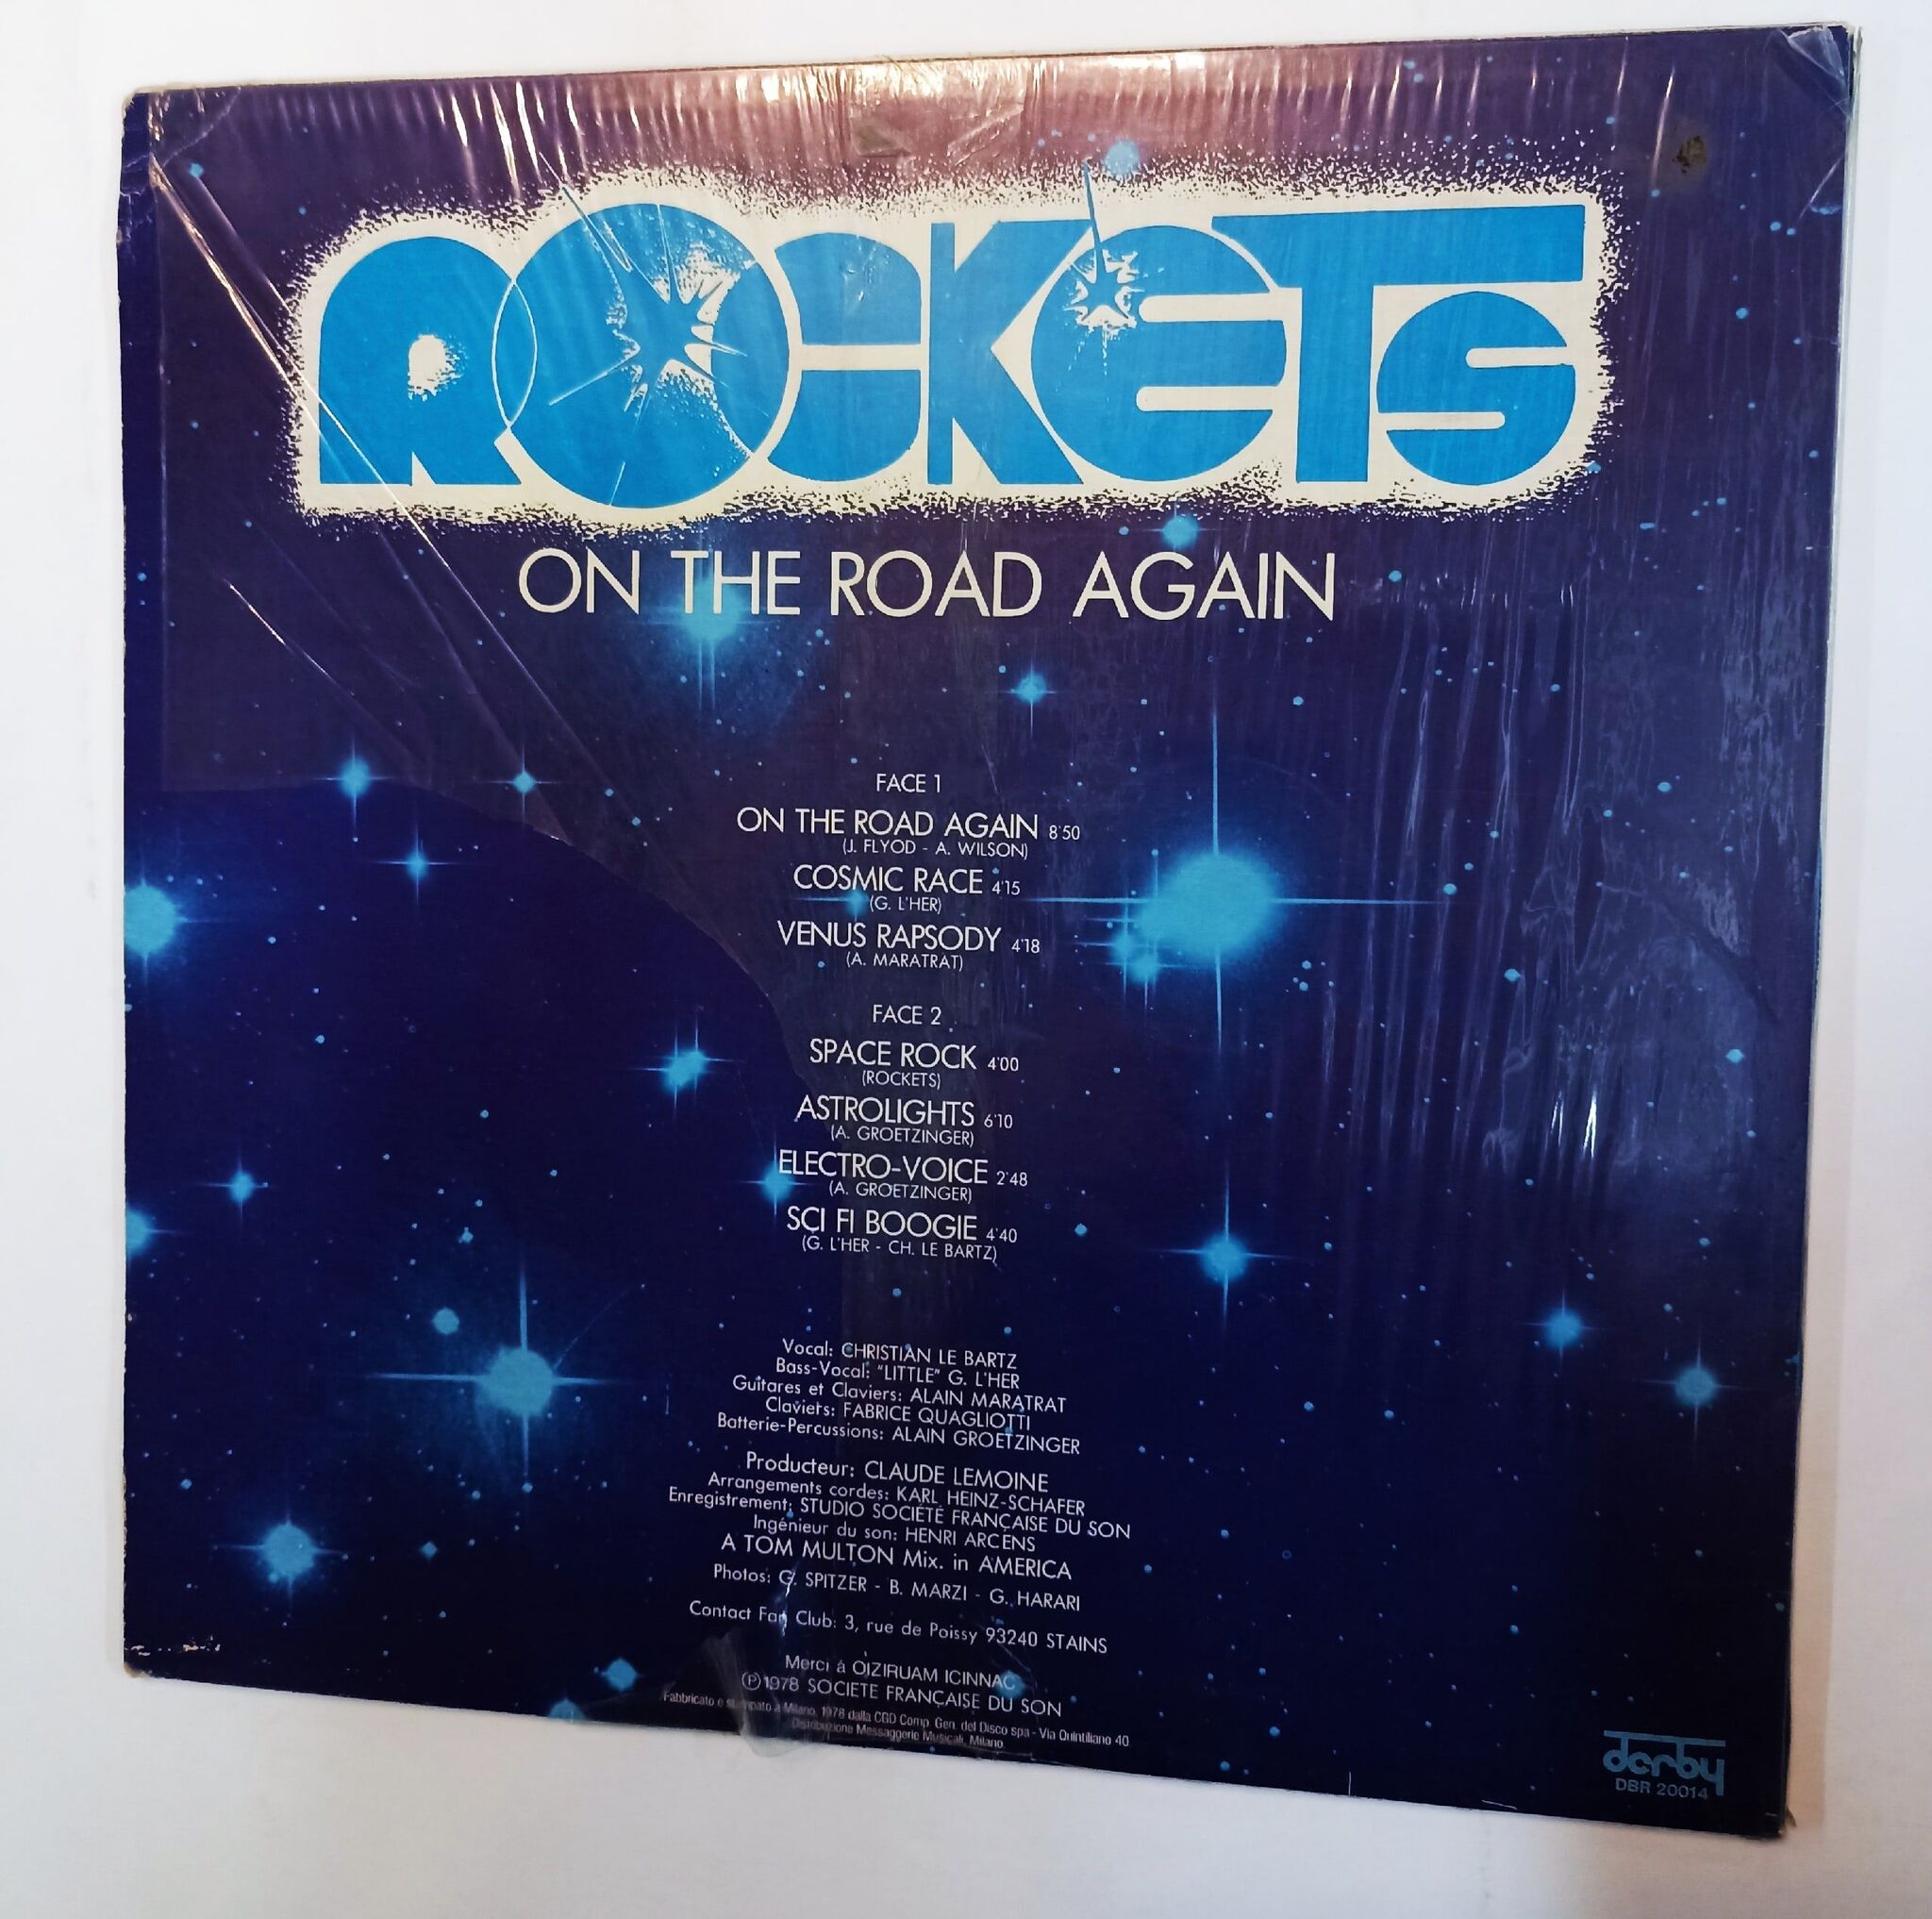 ROCKETS
ON THE ROAD AGAIN
FACE 1
ON THE ROAD AGAIN 8'50
(J. FLYOD - A. WILSON)
COSMIC RACE 4'15
(G. L'HER)
VENUS RAPSODY 4'18
(A. MARATRAT)
FACE 2
SPACE ROCK 4'00
(ROCKETS)
ASTROLIGHTS 6'10
(A. GROETZINGER)
ELECTRO-VOICE 2'48
(A. GROETZINGER)
SCI FI BOOGIE 4'40
(G. L'HER - CH. LE BARTZ)
Vocal: CHRISTIAN LE BARTZ
Bass-Vocal: "LITTLE" G. L'HER
Guitares et Claviers: ALAIN MARATRAT
Claviers: FABRICE QUAGLIOTTI
Batterie-Percussions: ALAIN GROETZINGER
Producteur: CLAUDE LEMOINE
Arrangements cordes: KARL HEINZ-SCHAFER
Enregistrement: STUDIO SOCIÉTÉ FRANÇAISE DU SON
Ingénieur du son: HENRI ARCENS
A TOM MULTON Mix. in AMERICA
Photos: G. SPITZER - B. MARZI - G. HARARI
Contact Fan Club: 3, rue de Poissy 93240 STAINS
Merci á OIZIRUAM ICINNAC
Ⓟ 1978 SOCIETE FRANÇAISE DU SON
Fabbricato e stampato a Milano, 1978 dalla CGD Comp. Gen. del Disco spa - Via Quintiliano 40
Distribuzione Messaggerie Musicali, Milano
derby
DBR 20014